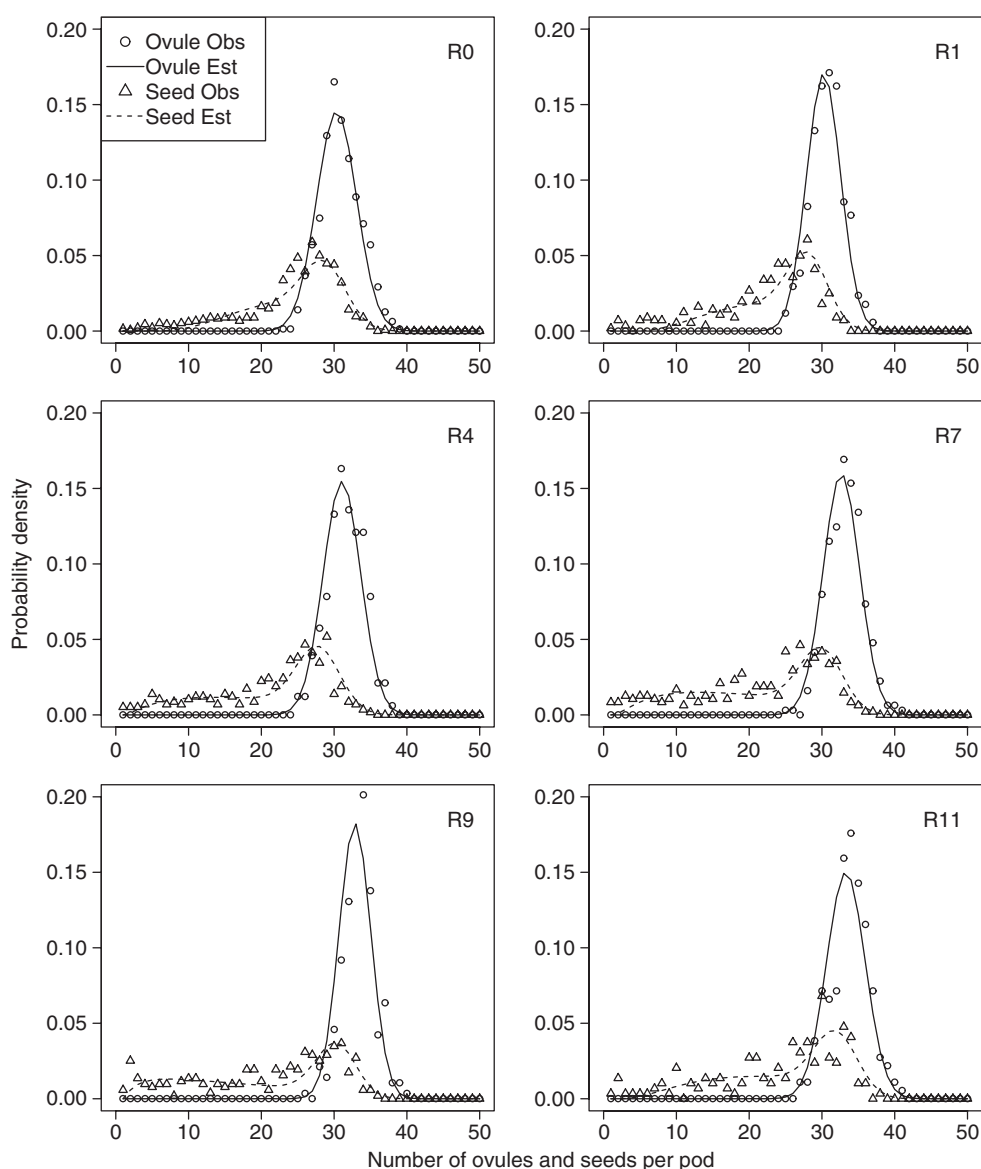 Probability density
0.20
0.15
0.10
0.05
0.00
Ovule Obs
Ovule Est
Seed Obs
Seed Est
R0
0 10 20 30 40 50
0.20
0.15
0.10
0.05
0.00
R1
0 10 20 30 40 50
0.20
0.15
0.10
0.05
0.00
R4
0 10 20 30 40 50
0.20
0.15
0.10
0.05
0.00
R7
0 10 20 30 40 50
0.20
0.15
0.10
0.05
0.00
R9
0 10 20 30 40 50
0.20
0.15
0.10
0.05
0.00
R11
0 10 20 30 40 50
Number of ovules and seeds per pod